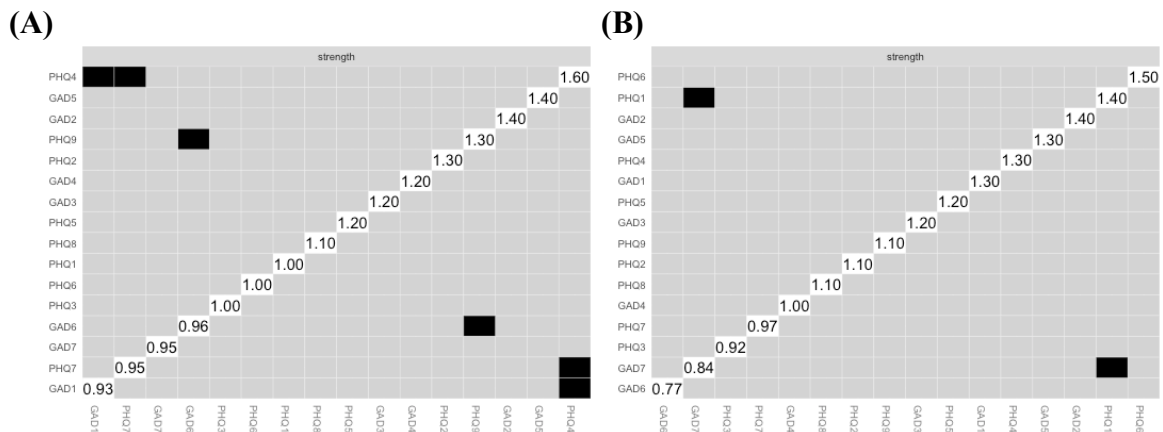 (A)
strength
PHQ4 1.60
GAD5 1.40
GAD2 1.40
PHQ9 1.30
PHQ2 1.30
GAD4 1.20
GAD3 1.20
PHQ5 1.20
PHQ8 1.10
PHQ1 1.00
PHQ6 1.00
PHQ3 1.00
GAD6 0.96
GAD7 0.95
PHQ7 0.95
GAD1 0.93
GAD1
PHQ7
GAD7
GAD6
PHQ3
PHQ6
PHQ1
PHQ8
PHQ5
GAD3
GAD4
PHQ2
PHQ9
GAD2
GAD5
PHQ4
(B)
strength
PHQ6 1.50
PHQ1 1.40
GAD2 1.40
GAD5 1.30
PHQ4 1.30
GAD1 1.30
PHQ5 1.20
GAD3 1.20
PHQ9 1.10
PHQ2 1.10
PHQ8 1.10
GAD4 1.00
PHQ7 0.97
PHQ3 0.92
GAD7 0.84
GAD6 0.77
GAD6
GAD7
PHQ3
PHQ7
GAD4
PHQ8
PHQ2
PHQ9
GAD3
PHQ5
GAD1
PHQ4
GAD5
GAD2
PHQ1
PHQ6